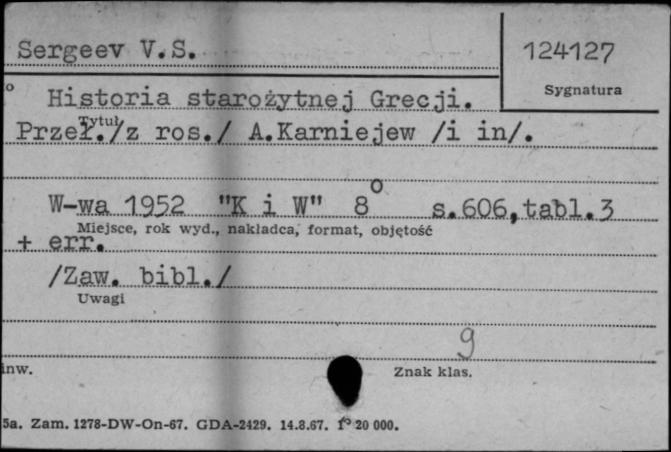 Sergeev V.S.
124127
Sygnatura
Historia starożytnej Grecji.
Tytuł
Przeł./z ros./ A.Karniejew /i in/.
W-wa 1952 "K i W" 8° s.606,tabl.3
Miejsce, rok wyd., nakładca, format, objętość
+ err.
/Zaw. bibl./
Uwagi
9
inw.
Znak klas.
5a. Zam. 1278-DW-On-67. GDA-2429. 14.8.67. 20 000.